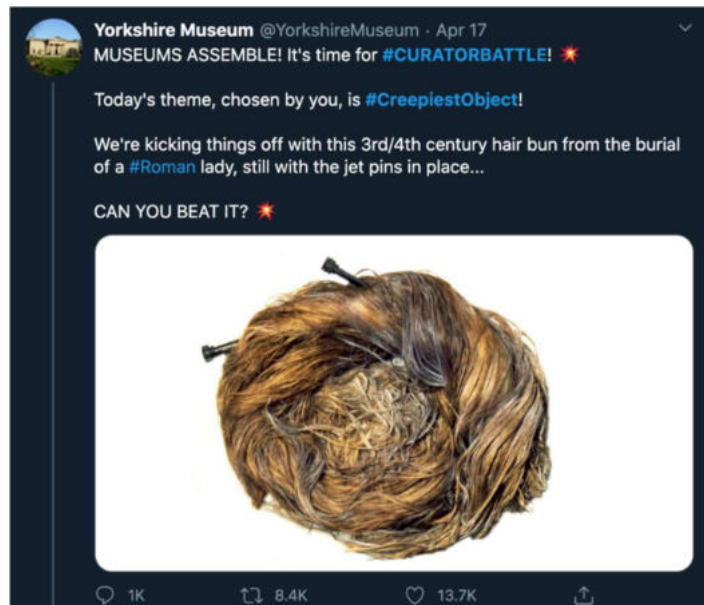 Yorkshire Museum @YorkshireMuseum · Apr 17
MUSEUMS ASSEMBLE! It's time for #CURATORBATTLE! 💥
Today's theme, chosen by you, is #CreepiestObject!
We're kicking things off with this 3rd/4th century hair bun from the burial
of a #Roman lady, still with the jet pins in place...
CAN YOU BEAT IT? 💥
1K 8.4K 13.7K